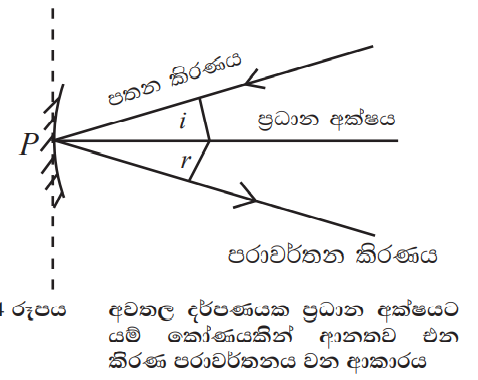 පතන කිරණය
i
ප්‍රධාන අක්ෂය
P
r
පරාවර්තන කිරණය
4 රූපය
අවතල දර්පණයක ප්‍රධාන අක්ෂයට
යම් කෝණයකින් ආනතව එන
කිරණ පරාවර්තනය වන ආකාරය